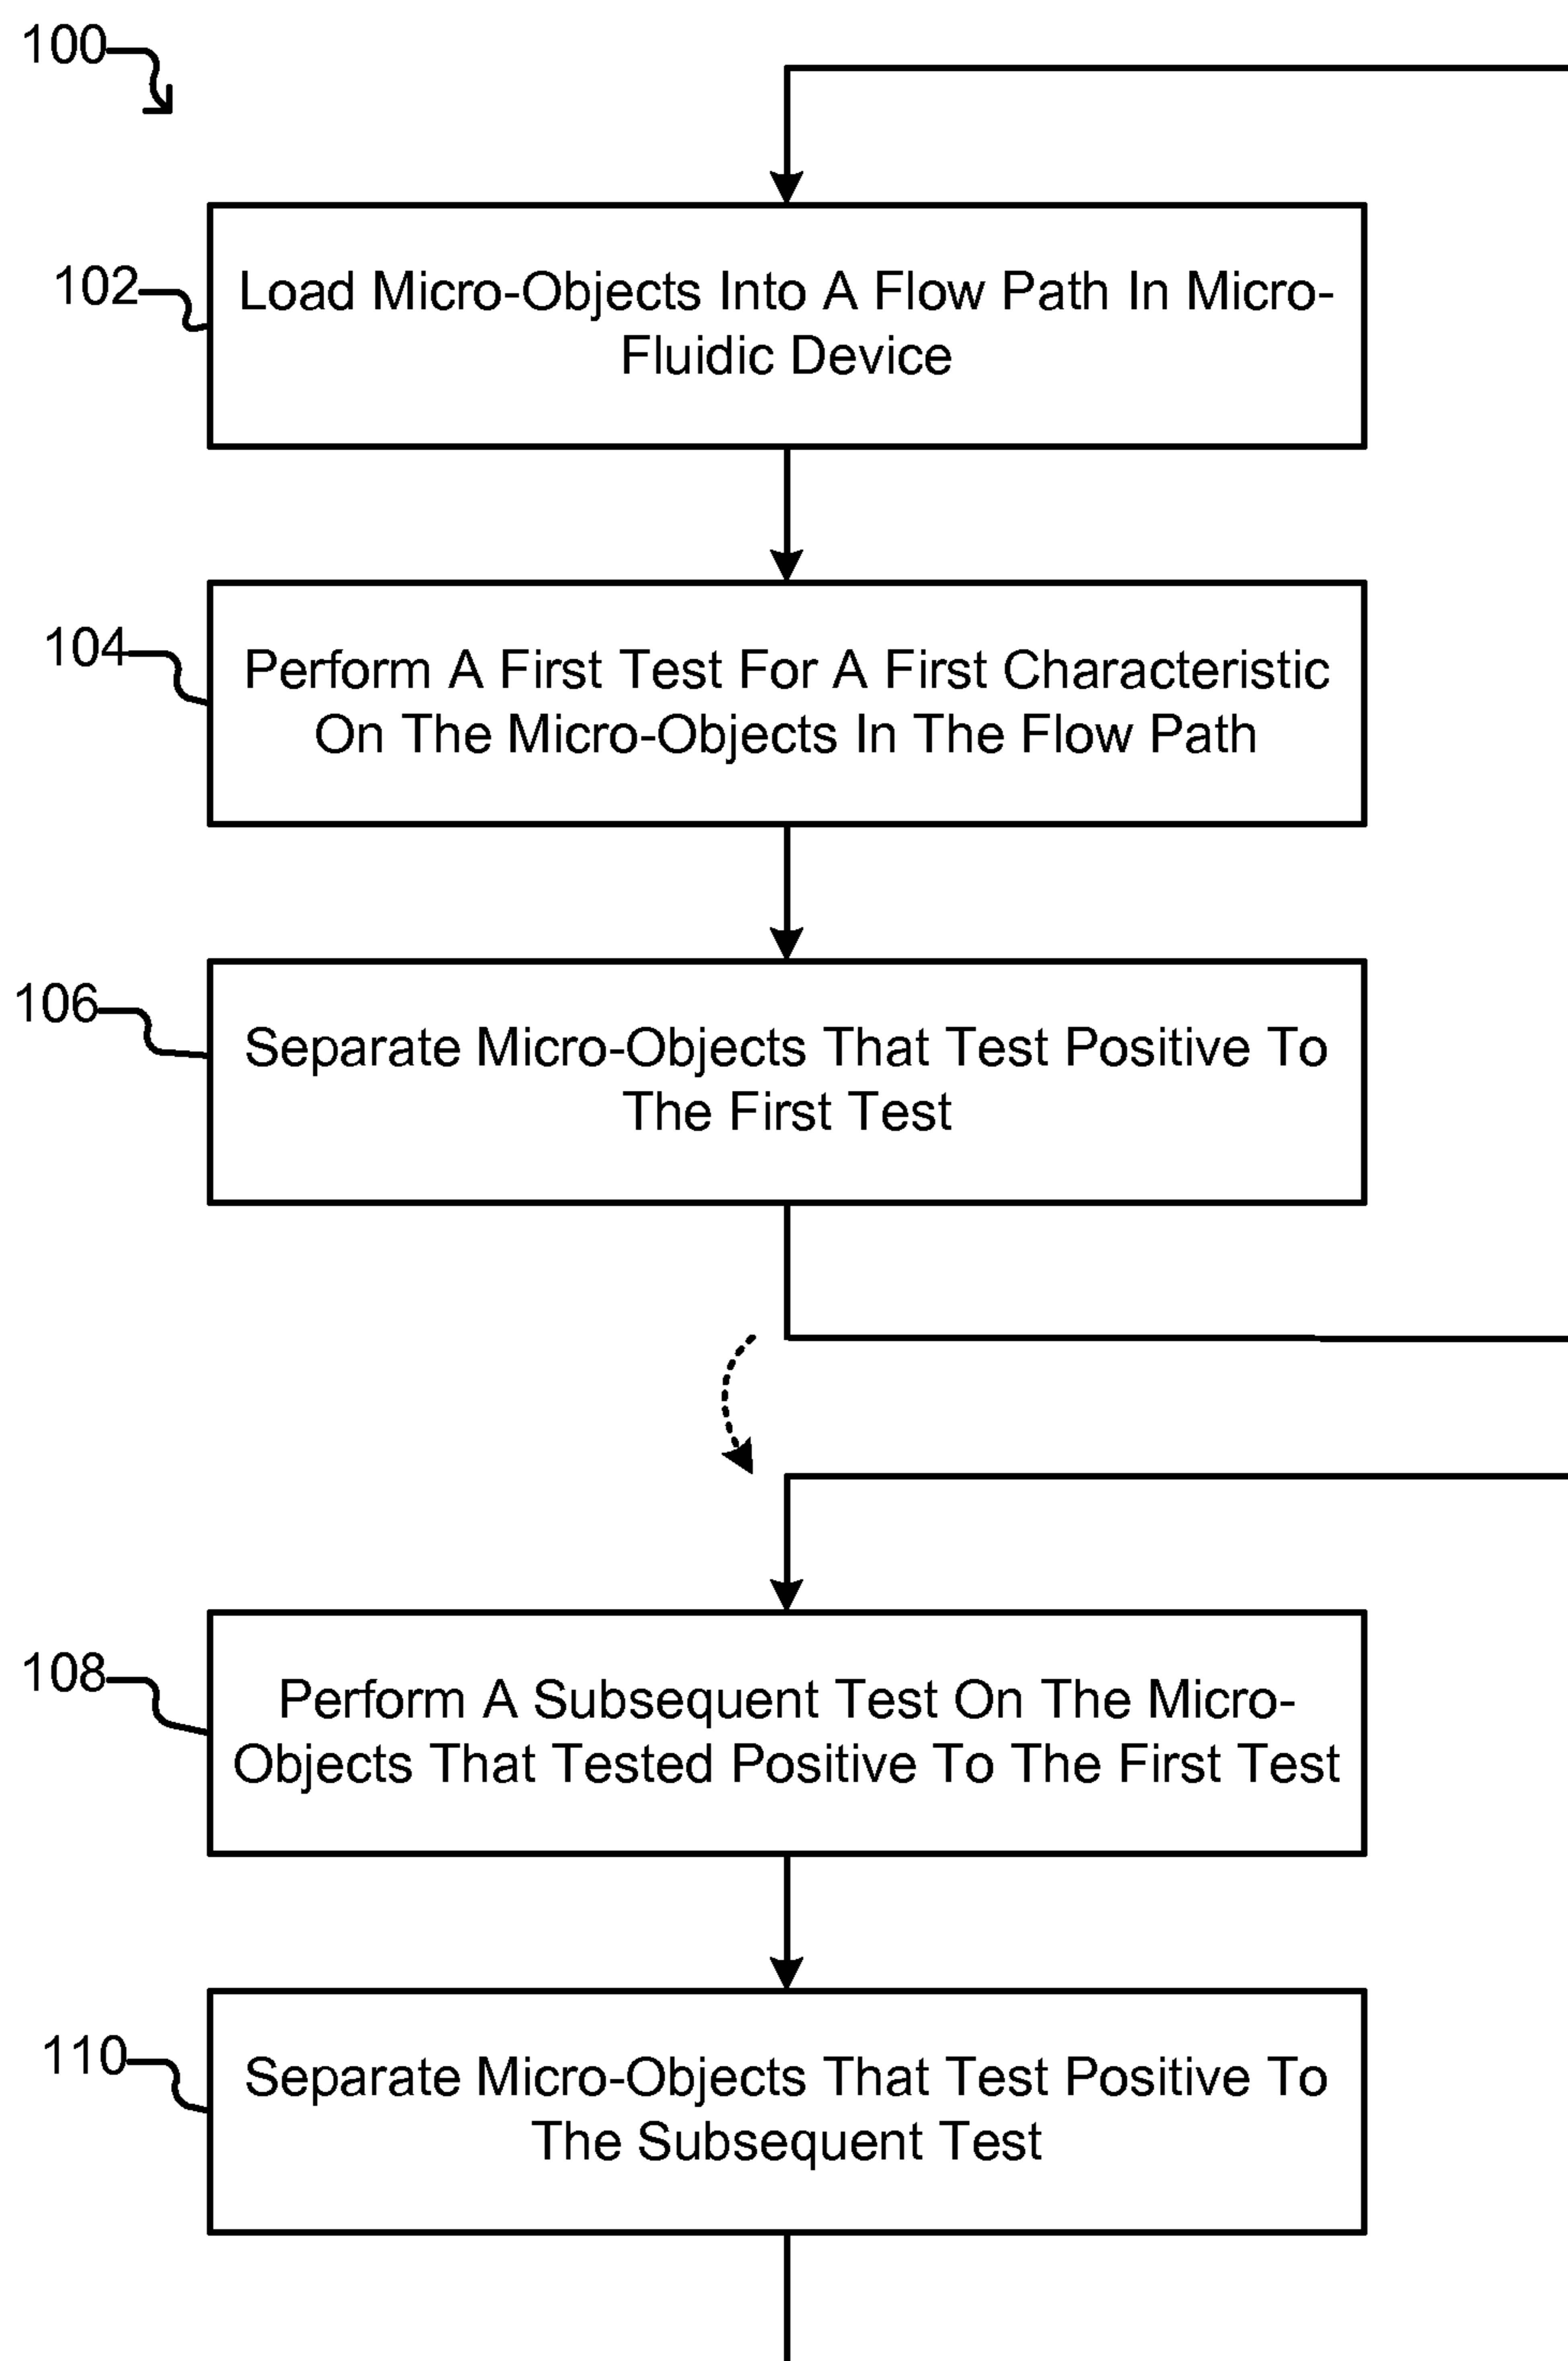 100
102
Load Micro-Objects Into A Flow Path In Micro-
Fluidic Device
104
Perform A First Test For A First Characteristic
On The Micro-Objects In The Flow Path
106
Separate Micro-Objects That Test Positive To
The First Test
108
Perform A Subsequent Test On The Micro-
Objects That Tested Positive To The First Test
110
Separate Micro-Objects That Test Positive To
The Subsequent Test